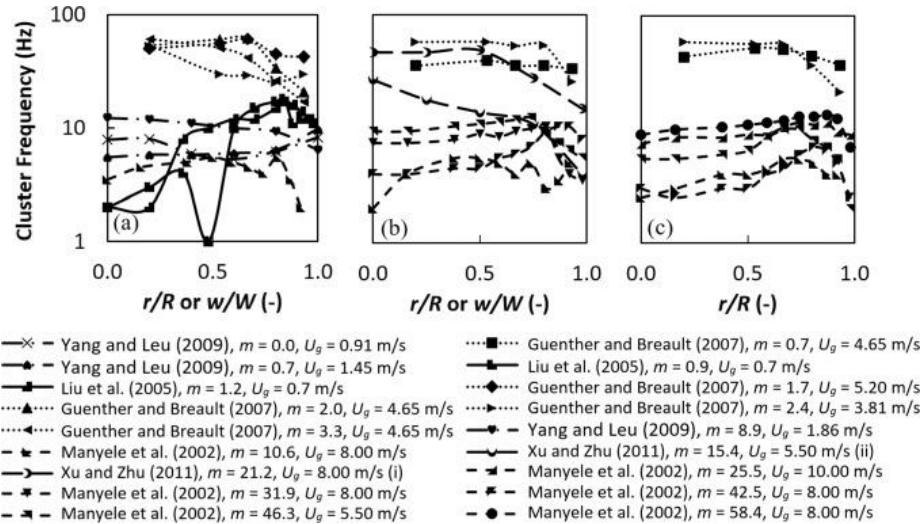 100
10
1
Cluster Frequency (Hz)
(a)
(b)
(c)
0.0 0.5 1.0
0.0 0.5 1.0
0.0 0.5 1.0
r/R or w/W (-)
r/R or w/W (-)
r/R (-)
Yang and Leu (2009), m = 0.0, Ug = 0.91 m/s
Yang and Leu (2009), m = 0.7, Ug = 1.45 m/s
Liu et al. (2005), m = 1.2, Ug = 0.7 m/s
Guenther and Breault (2007), m = 2.0, Ug = 4.65 m/s
Guenther and Breault (2007), m = 3.3, Ug = 4.65 m/s
Manyele et al. (2002), m = 10.6, Ug = 8.00 m/s
Xu and Zhu (2011), m = 21.2, Ug = 8.00 m/s (i)
Manyele et al. (2002), m = 31.9, Ug = 8.00 m/s
Manyele et al. (2002), m = 46.3, Ug = 5.50 m/s
Guenther and Breault (2007), m = 0.7, Ug = 4.65 m/s
Liu et al. (2005), m = 0.9, Ug = 0.7 m/s
Guenther and Breault (2007), m = 1.7, Ug = 5.20 m/s
Guenther and Breault (2007), m = 2.4, Ug = 3.81 m/s
Yang and Leu (2009), m = 8.9, Ug = 1.86 m/s
Xu and Zhu (2011), m = 15.4, Ug = 5.50 m/s (ii)
Manyele et al. (2002), m = 25.5, Ug = 10.00 m/s
Manyele et al. (2002), m = 42.5, Ug = 8.00 m/s
Manyele et al. (2002), m = 58.4, Ug = 8.00 m/s